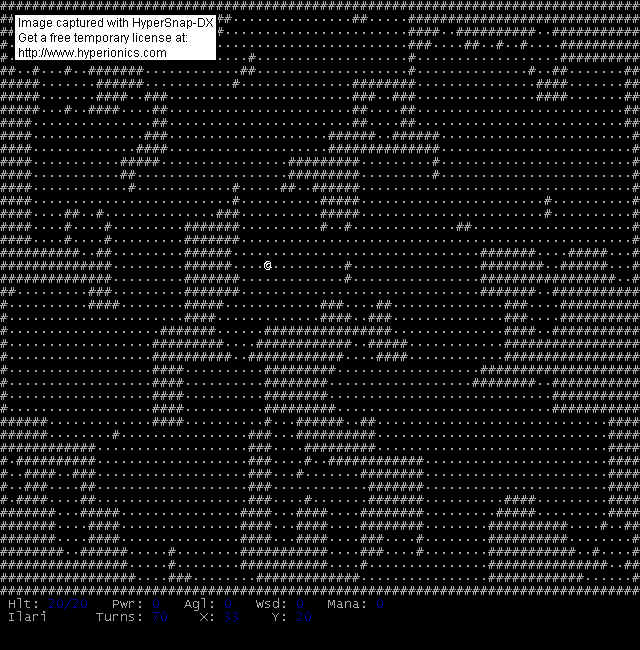 Image captured with HyperSnap-DX
Get a free temporary license at:
http://www.hyperionics.com
@
Hlt: 20/20 Pwr: 0 Agl: 0 Wsd: 0 Mana: 0
Ilari Turns: 70 X: 33 Y: 20